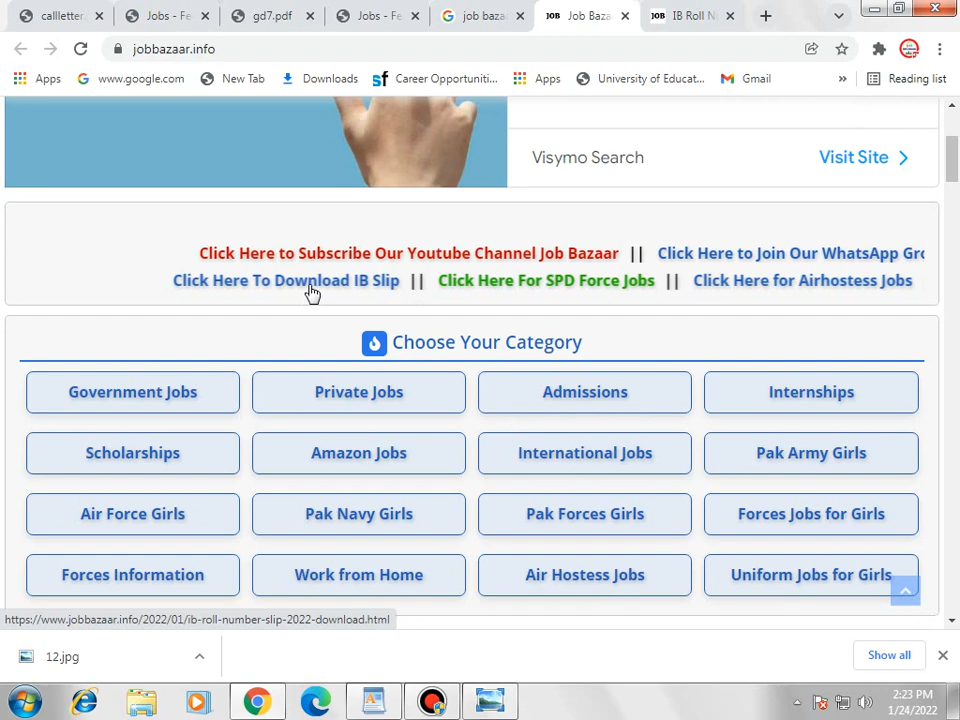 callletter.
Jobs - Fe
gd7.pdf
Jobs - Fe
job baza
Job Baza
IB Roll N
jobbazaar.info
Apps
www.google.com
New Tab
Downloads
Career Opportuniti...
Apps
University of Educat...
Gmail
»
Reading list
Visymo Search
Visit Site
Click Here to Subscribe Our Youtube Channel Job Bazaar || Click Here to Join Our WhatsApp Gro
Click Here To Download IB Slip || Click Here For SPD Force Jobs || Click Here for Airhostess Jobs
Choose Your Category
Government Jobs
Private Jobs
Admissions
Internships
Scholarships
Amazon Jobs
International Jobs
Pak Army Girls
Air Force Girls
Pak Navy Girls
Pak Forces Girls
Forces Jobs for Girls
Forces Information
Work from Home
Air Hostess Jobs
Uniform Jobs for Girls
https://www.jobbazaar.info/2022/01/ib-roll-number-slip-2022-download.html
12.jpg
Show all
2:23 PM
1/24/2022